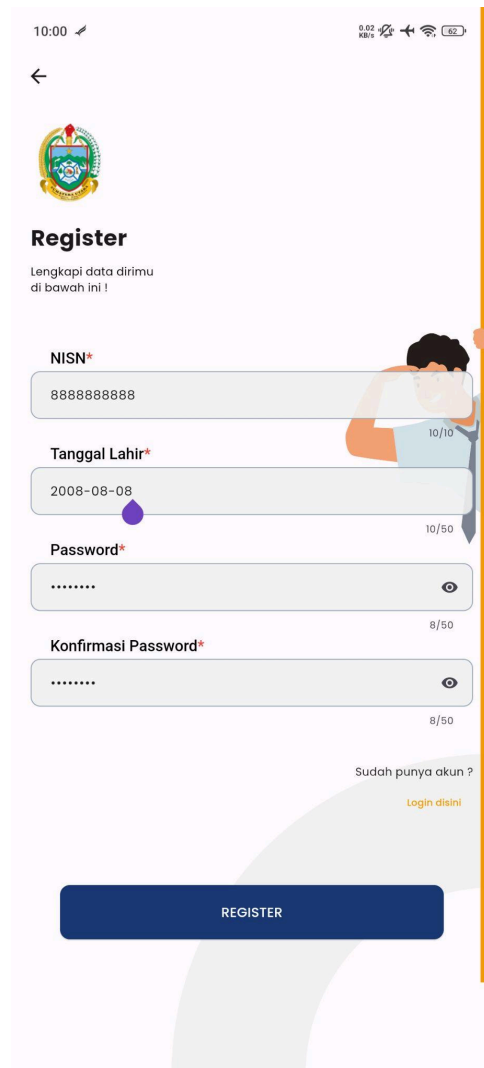 10:00
0.02
KB/s
62
Register
Lengkapi data dirimu
di bawah ini !
NISN*
8888888888
10/10
Tanggal Lahir*
2008-08-08
10/50
Password*
••••••••
8/50
Konfirmasi Password*
••••••••
8/50
Sudah punya akun ?
Login disini
REGISTER